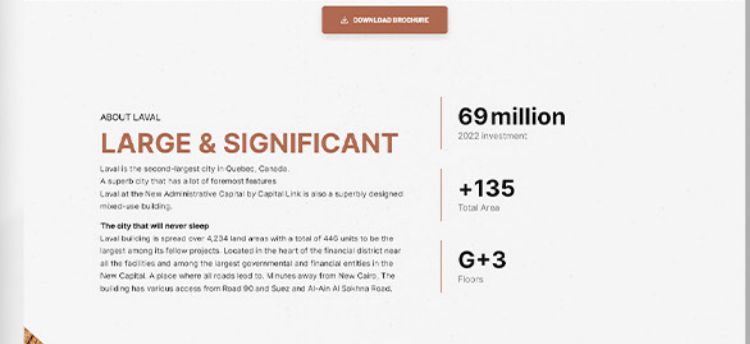 DOWNLOAD BROCHURE
ABOUT LAVAL
LARGE & SIGNIFICANT
Laval is the second-largest city in Quebec, Canada.
A superb city that has a lot of foremost features
Laval at the New Administrative Capital by Capital Link is also a superbly designed
mixed-use building.
The city that will never sleep
Laval building is spread over 4,234 land areas with a total of 446 units to be the
largest among its fellow projects. Located in the heart of the financial district near
all the facilities and among the largest governmental and financial entities in the
New Capital. A place where all roads lead to. Minutes away from New Cairo. The
building has various access from Road 90 and Suez and Al-Ain Al Sokhna Road.
69 million
2022 Investment
+135
Total Area
G+3
Floors